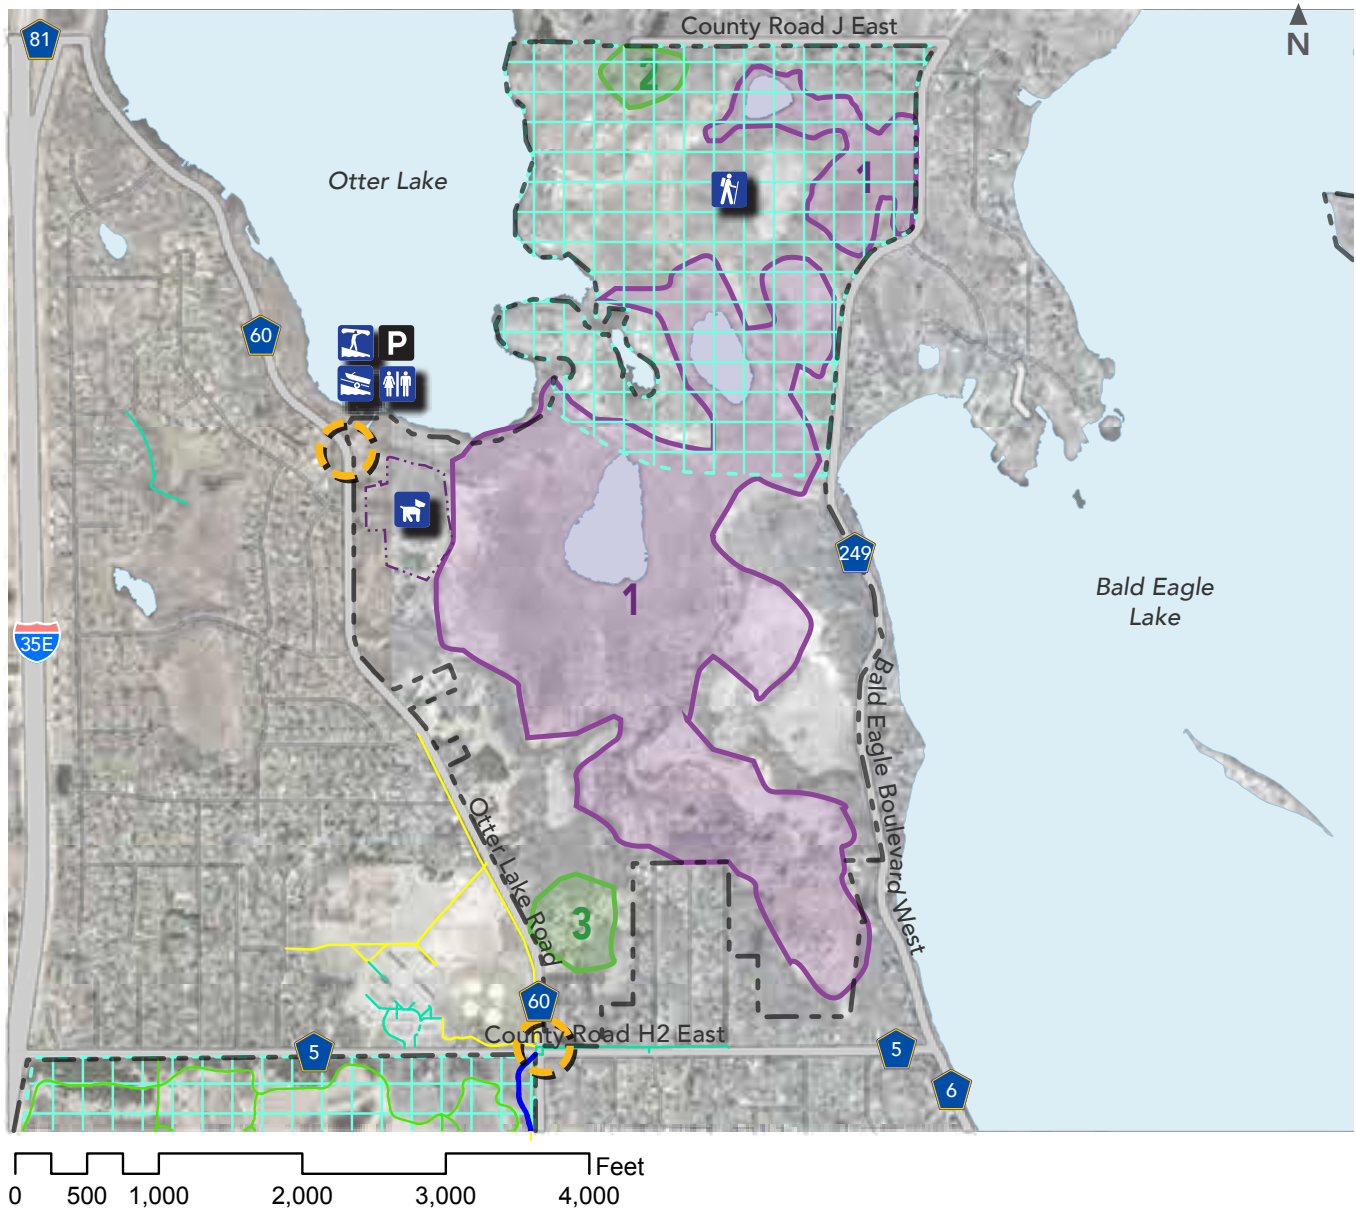 81
County Road J East
N
2
Otter Lake
1
60
P
249
Bald Eagle
Lake
1
35E
Bald Eagle Boulevard West
Otter Lake Road
3
60
County Road H2 East
5
5
6
Feet
0 500 1,000 2,000 3,000 4,000